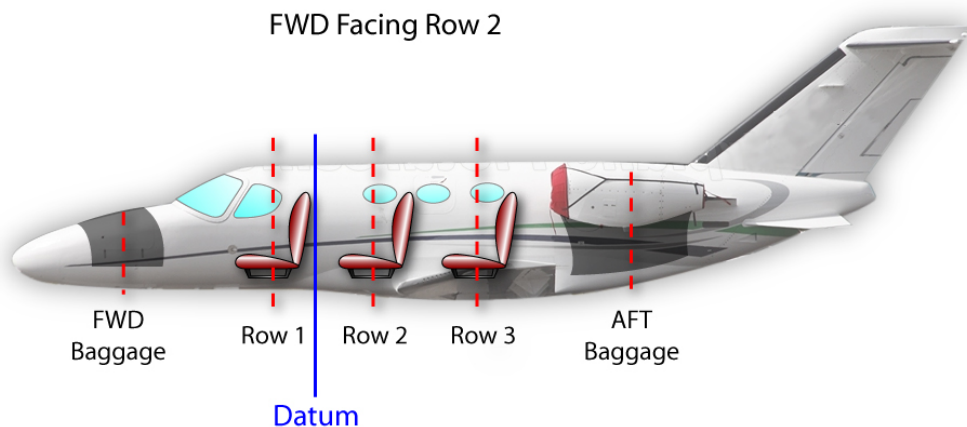 FWD Facing Row 2
FWD
Baggage
Row 1
Row 2
Row 3
AFT
Baggage
Datum